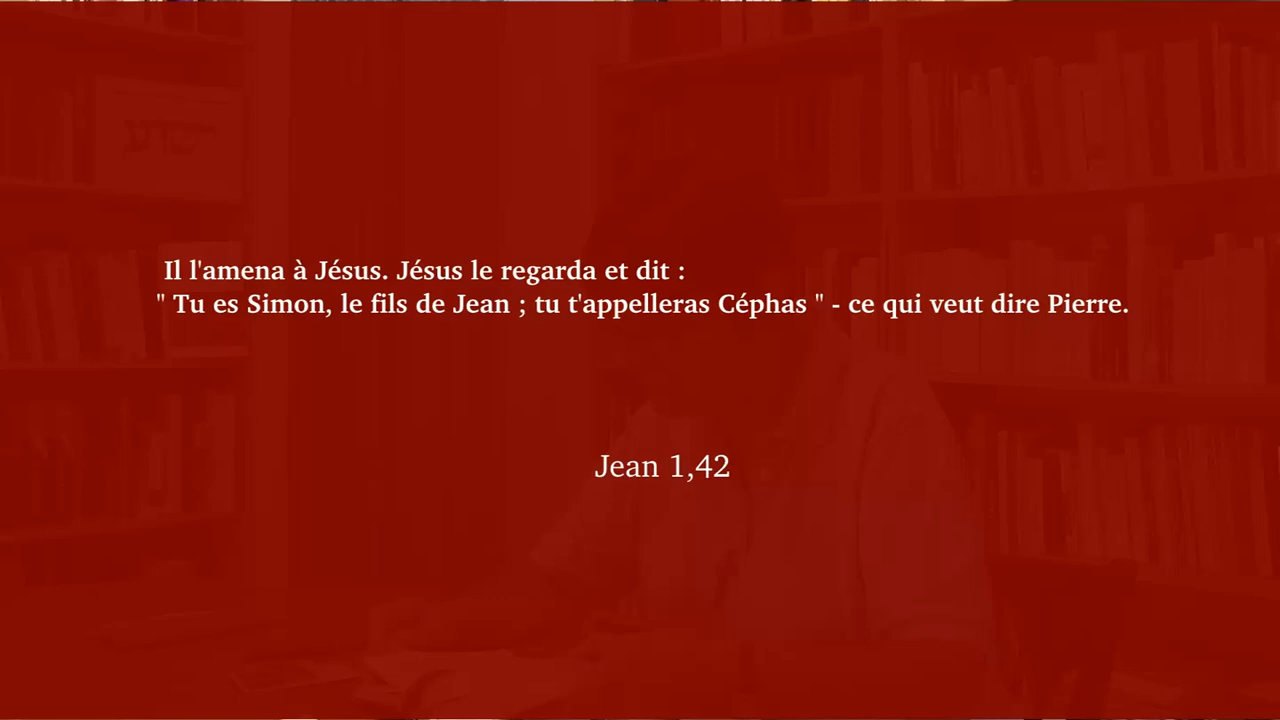 Il l'amena à Jésus. Jésus le regarda et dit :
" Tu es Simon, le fils de Jean ; tu t'appelleras Céphas " - ce qui veut dire Pierre.
Jean 1,42